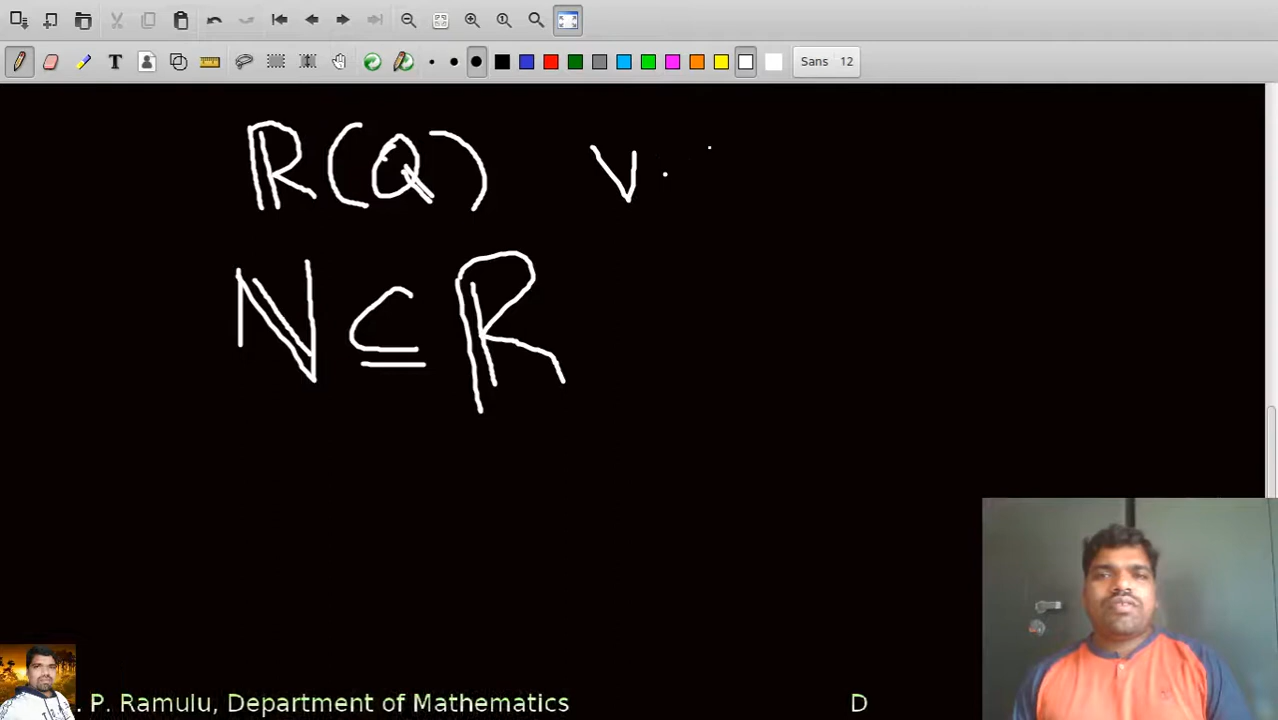 Sans 12
ℝ(ℚ) V.
ℕ ⊆ ℝ
. P. Ramulu, Department of Mathematics D